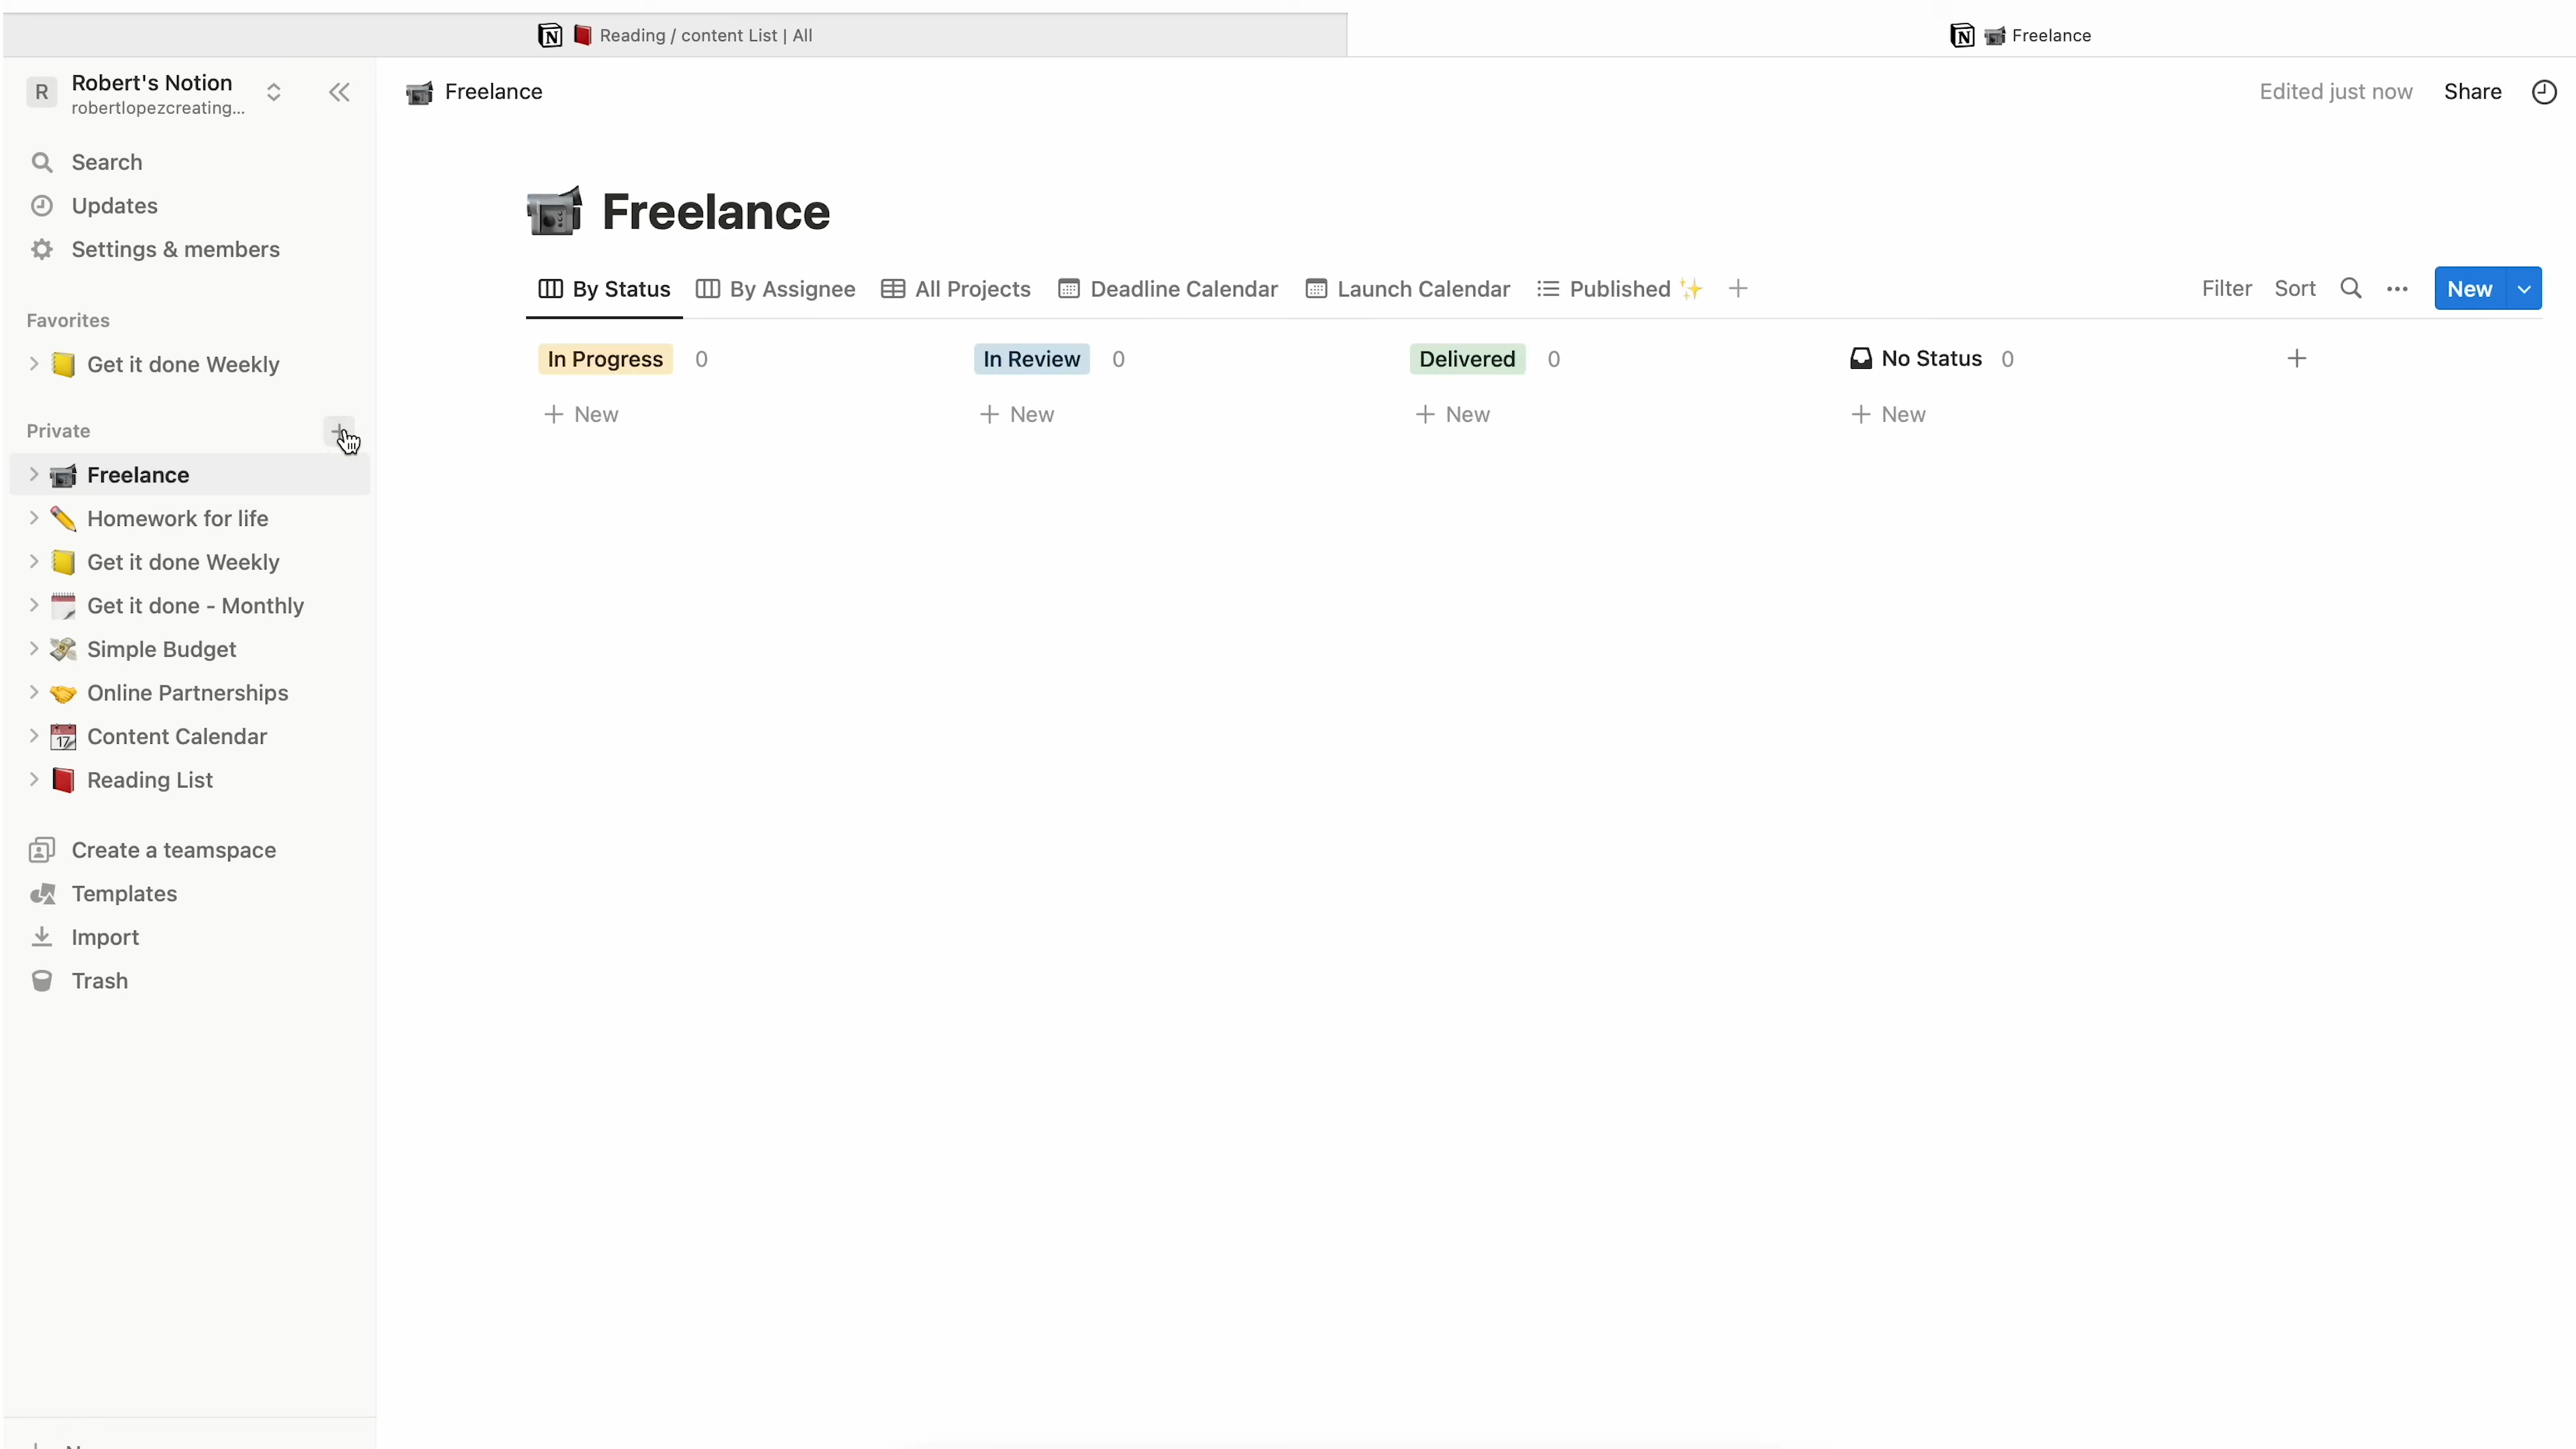 Reading / content List | All
Freelance
R
Robert's Notion
robertlopezcreating...
Freelance
Edited just now
Share
Search
Updates
Settings & members
Favorites
Get it done Weekly
Private
Freelance
Homework for life
Get it done Weekly
Get it done - Monthly
Simple Budget
Online Partnerships
17
Content Calendar
Reading List
Create a teamspace
Templates
Import
Trash
Freelance
By Status
By Assignee
All Projects
Deadline Calendar
Launch Calendar
Published ✨
Filter
Sort
New
In Progress 0
In Review 0
Delivered 0
No Status 0
+ New
+ New
+ New
+ New